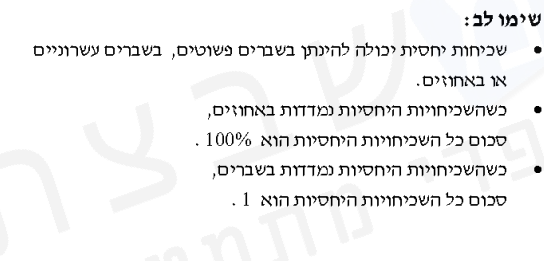 שימו לב:
• שכיחות יחסית יכולה להינתן בשברים פשוטים, בשברים עשרוניים
או באחוזים.
• כשהשכיחויות היחסיות נמדדות באחוזים,
סכום כל השכיחויות היחסיות הוא 100% .
• כשהשכיחויות היחסיות נמדדות בשברים,
סכום כל השכיחויות היחסיות הוא 1 .